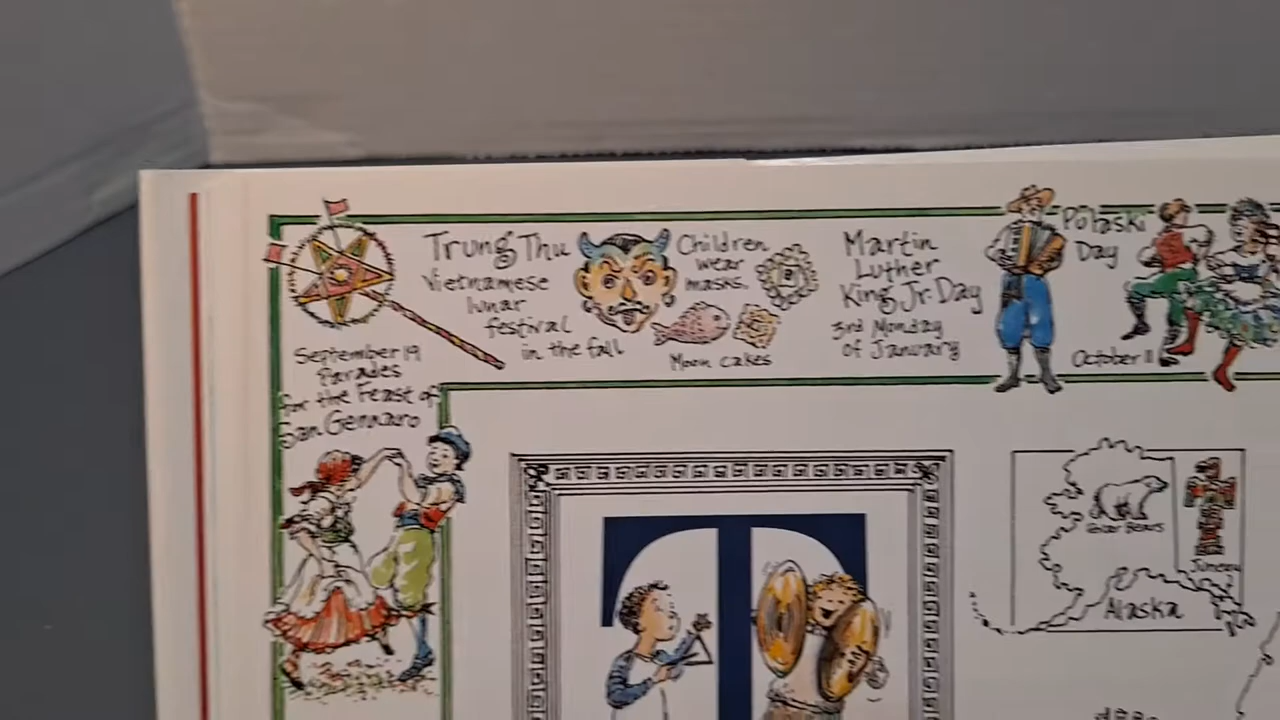 Trung Thu
Vietnamese
lunar
festival
in the fall
Children
wear
masks.
Moon cakes
Martin
Luther
King Jr. Day
3rd Monday
of January
Polaski
Day
October 11
September 19
Parades
for the Feast of
San Gennaro
T
Polar Bears
Juneau
Alaska